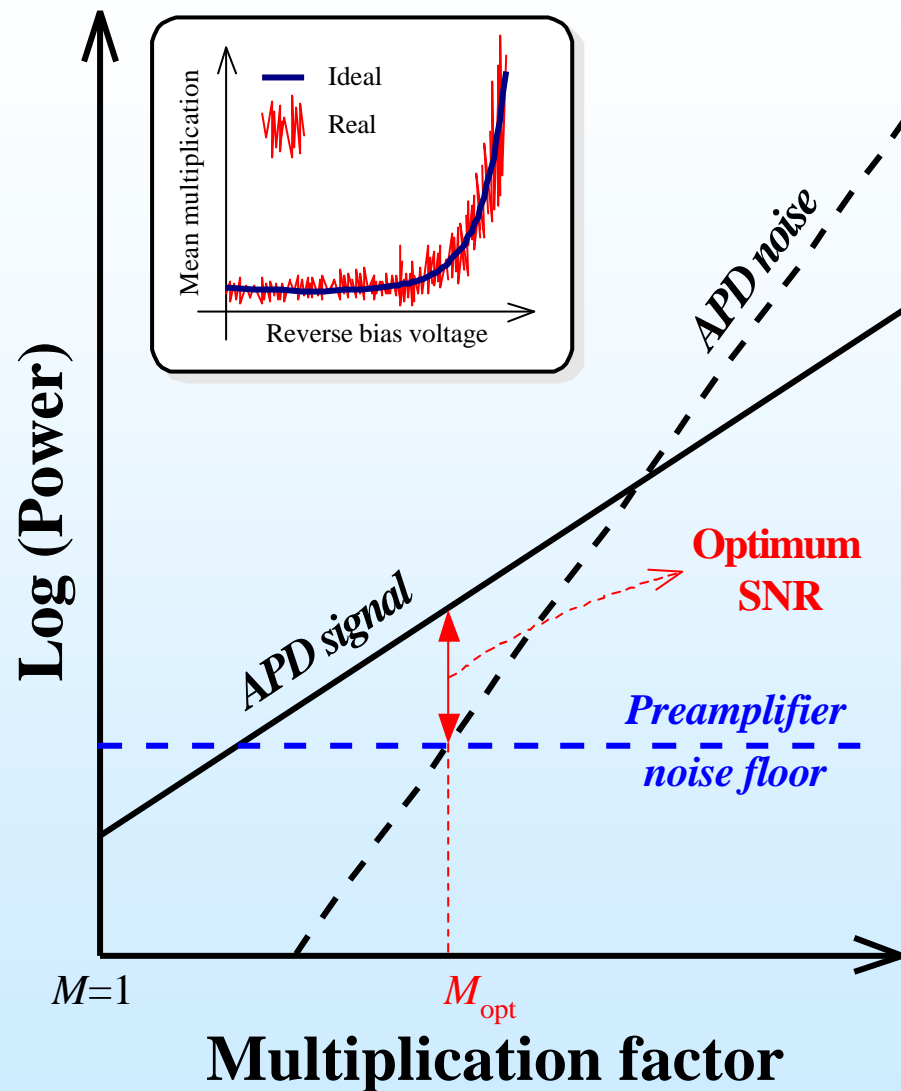 Mean multiplication
Ideal
Real
Reverse bias voltage
Log (Power)
APD noise
APD signal
Optimum
SNR
Preamplifier
noise floor
M=1
Mopt
Multiplication factor